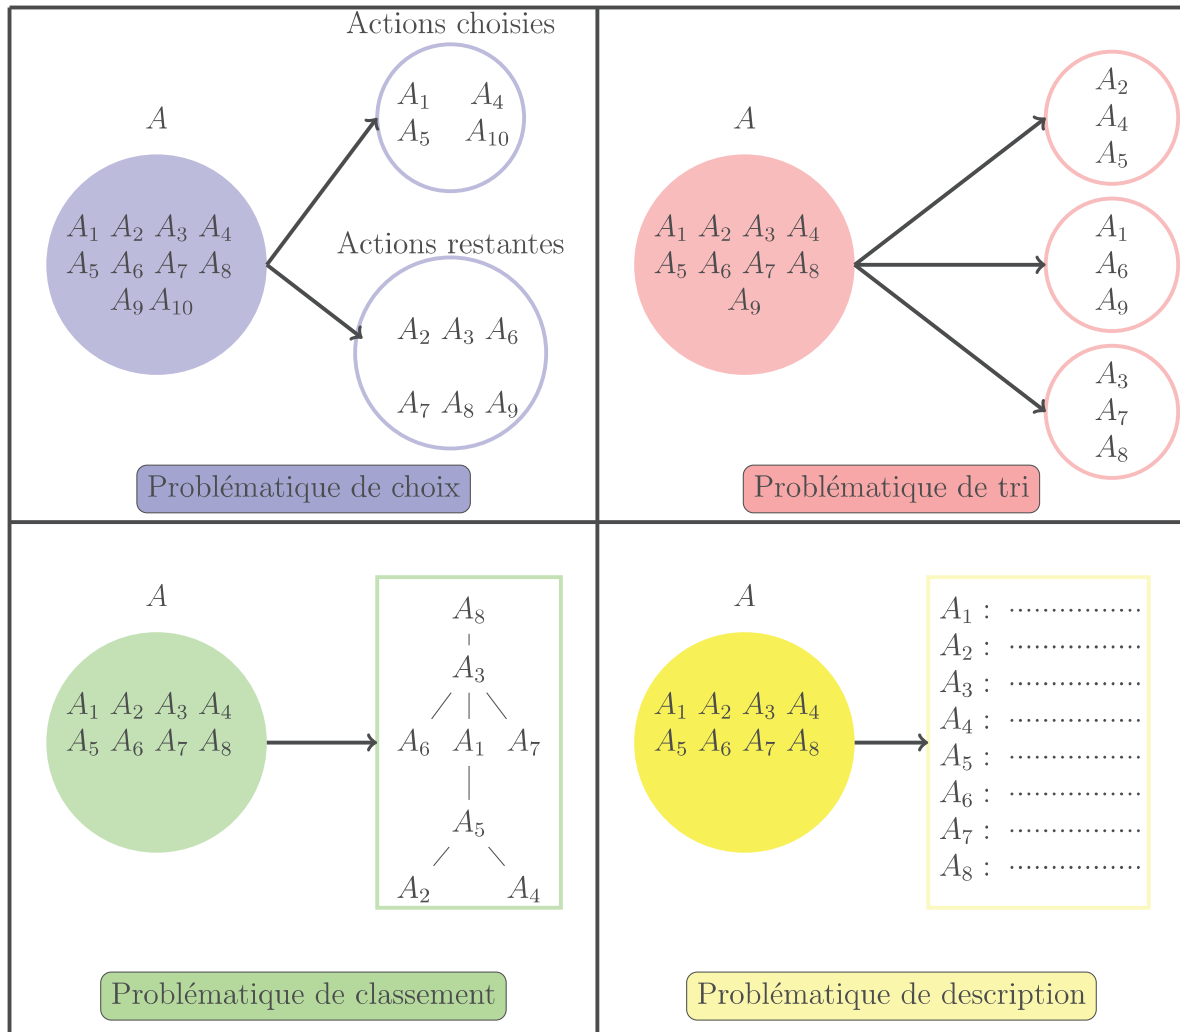 Actions choisies
A
A₁ A₄
A₅ A₁₀
A₁ A₂ A₃ A₄
A₅ A₆ A₇ A₈
A₉ A₁₀
Actions restantes
A₂ A₃ A₆
A₇ A₈ A₉
Problématique de choix
A
A₁ A₂ A₃ A₄
A₅ A₆ A₇ A₈
A₉
A₂
A₄
A₅
A₁
A₆
A₉
A₃
A₇
A₈
Problématique de tri
A
A₁ A₂ A₃ A₄
A₅ A₆ A₇ A₈
A₈
A₃
A₆ A₁ A₇
A₅
A₂ A₄
Problématique de classement
A
A₁ A₂ A₃ A₄
A₅ A₆ A₇ A₈
A₁ : ...............
A₂ : ...............
A₃ : ...............
A₄ : ...............
A₅ : ...............
A₆ : ...............
A₇ : ...............
A₈ : ...............
Problématique de description